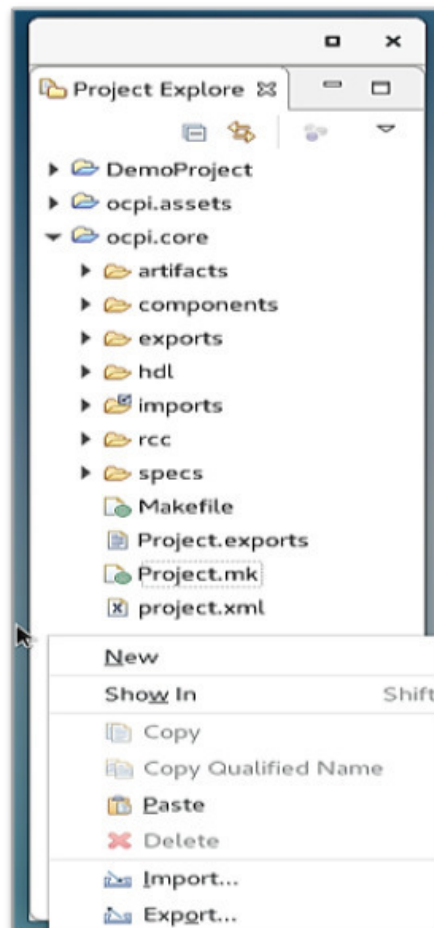 Project Explore
DemoProject
ocpi.assets
ocpi.core
artifacts
components
exports
hdl
imports
rcc
specs
Makefile
Project.exports
Project.mk
project.xml
New
Show In Shift
Copy
Copy Qualified Name
Paste
Delete
Import...
Export...